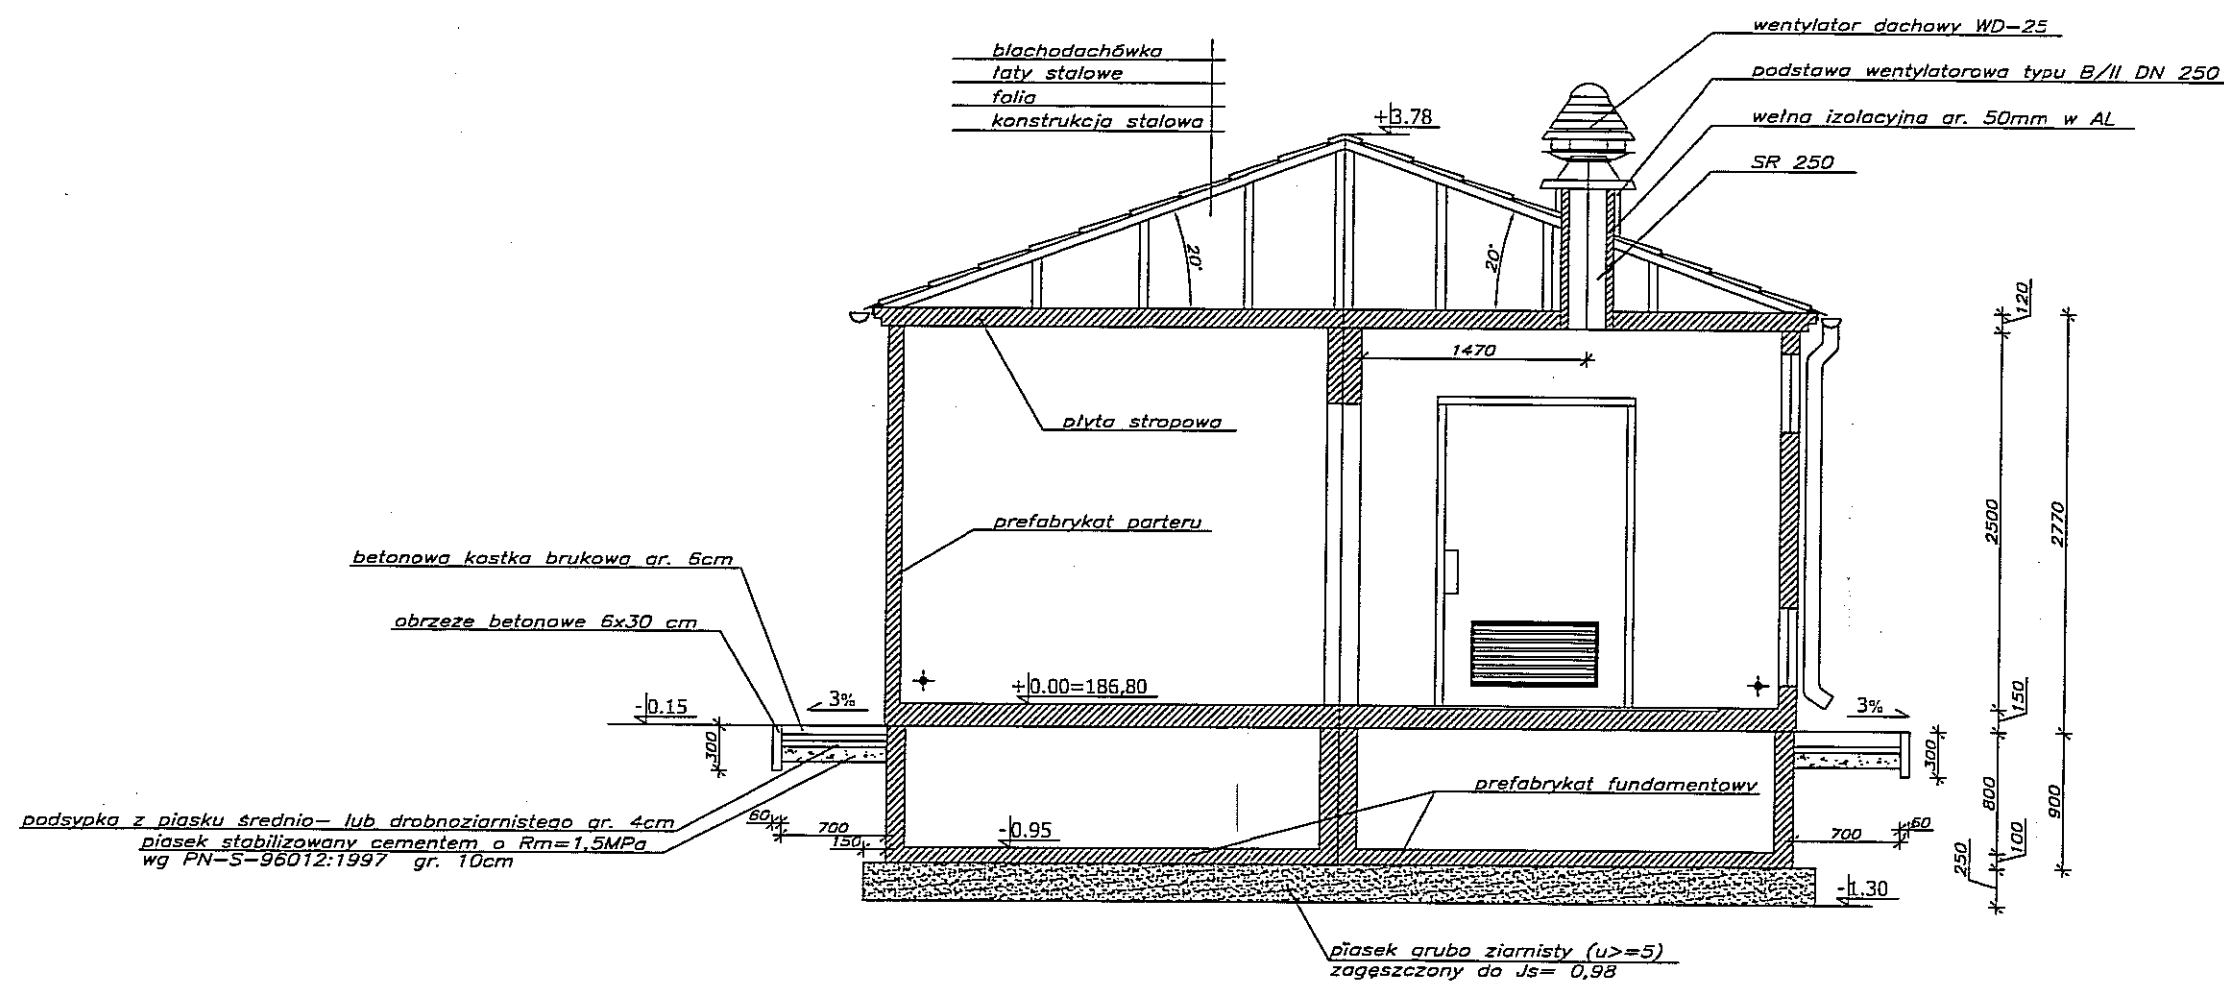 wentylator dachowy WD-25
blachodachówka
podstawa wentylatorowa typu B/II DN 250
łaty stalowe
folia
wełna izolacyjna gr. 50mm w AL
konstrukcja stalowa
+3.78
SR 250
20°
20°
120
1470
płyta stropowa
2500
2770
prefabrykat parteru
betonowa kostka brukowa gr. 6cm
obrzeże betonowe 6x30 cm
+0.00=186,80
-0.15
3%
3%
150
300
300
prefabrykat fundamentowy
800
900
podsypka z piasku średnio- lub drobnoziarnistego gr. 4cm
60
700
-0.95
700
60
piasek stabilizowany cementem o Rm=1,5MPa
150
wg PN-S-96012:1997 gr. 10cm
100
250
-1.30
piasek grubo ziarnisty (u>=5)
zagęszczony do Js= 0,98